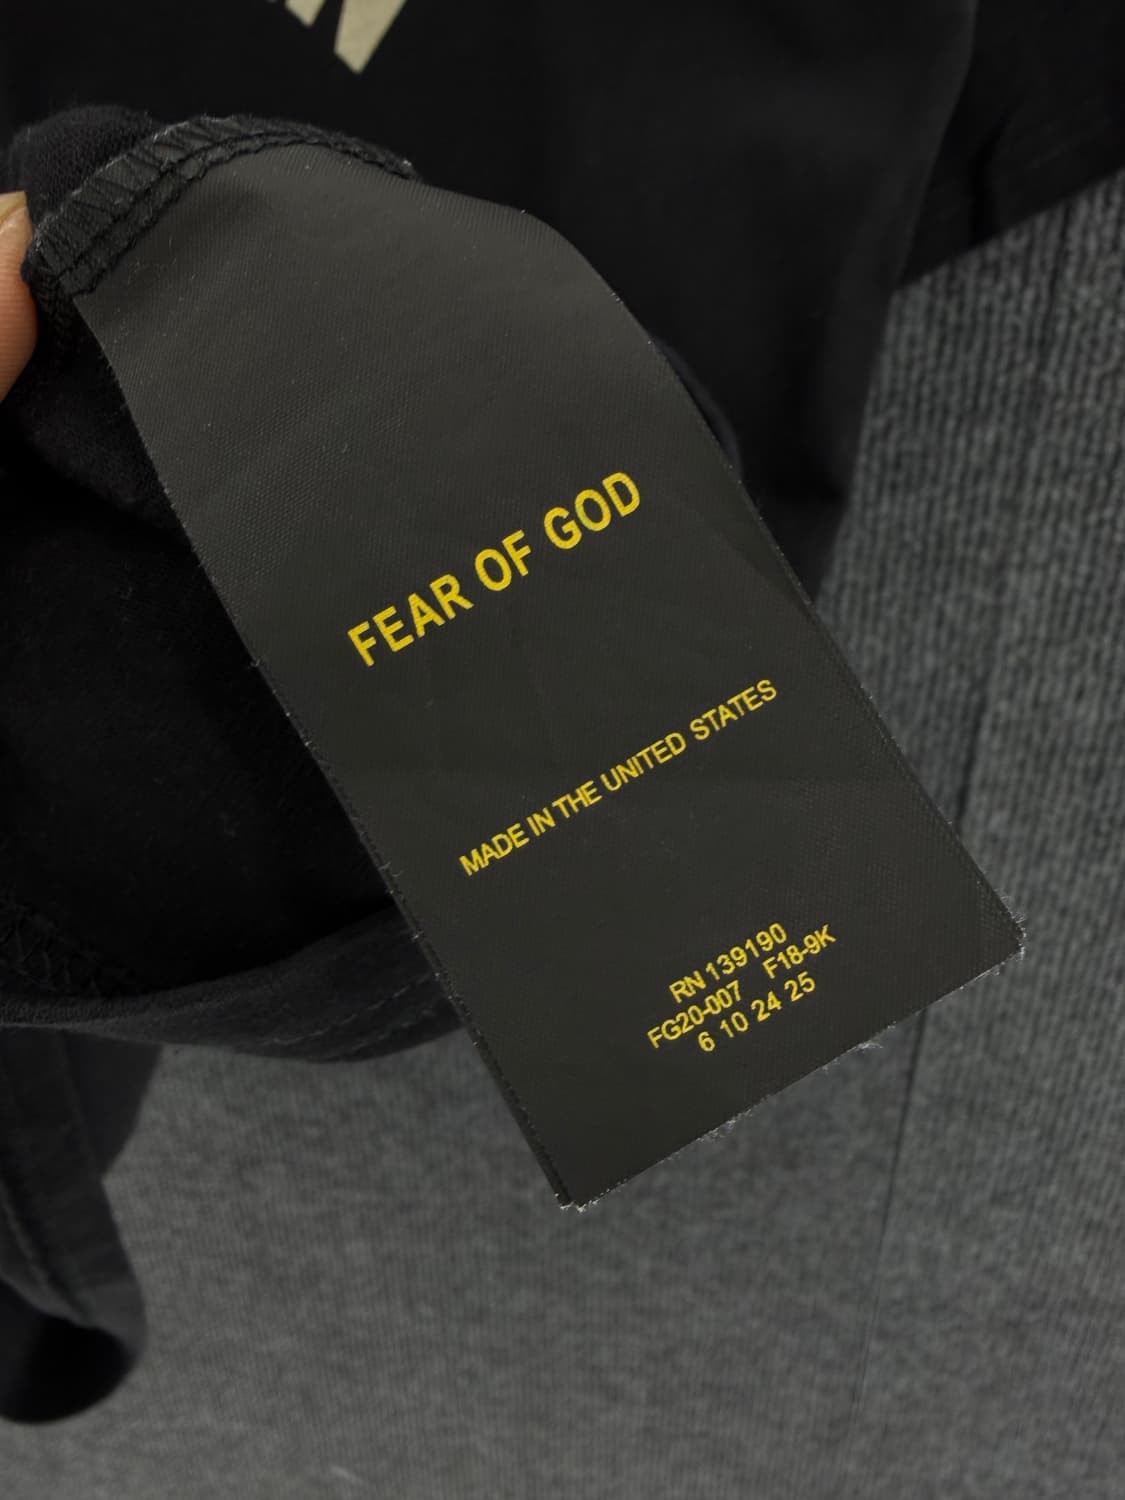 FEAR OF GOD
MADE IN THE UNITED STATES
RN 139190
FG20-007 F18-9K
6 10 24 25